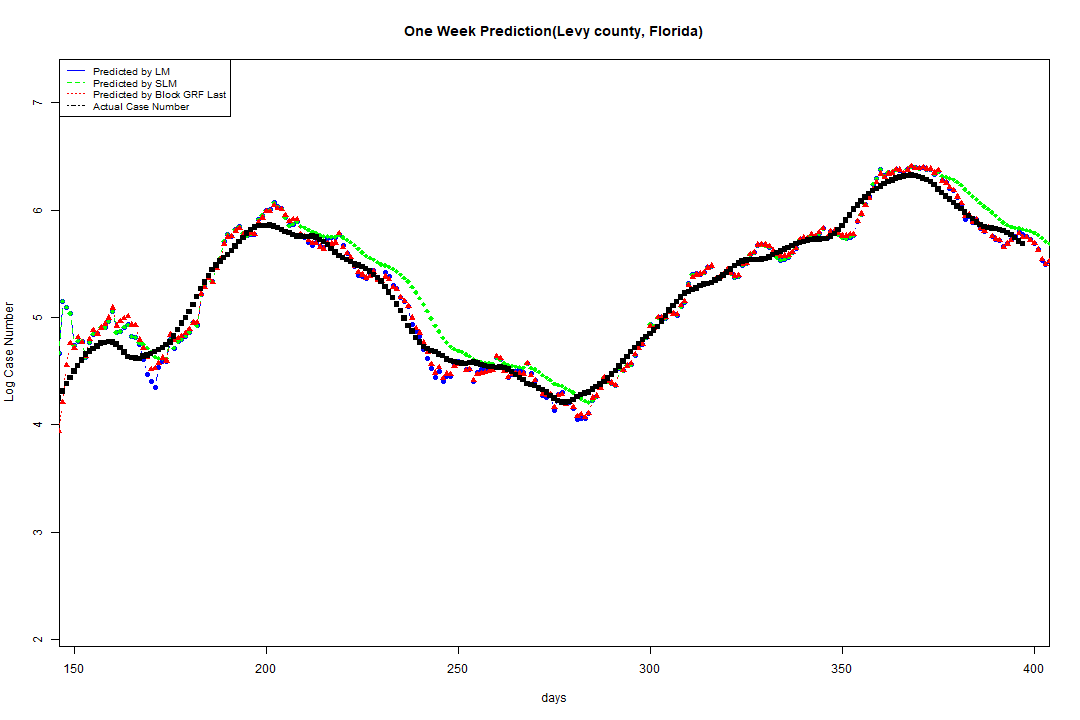 One Week Prediction(Levy county, Florida)
Predicted by LM
Predicted by SLM
Predicted by Block GRF Last
Actual Case Number
7
6
5
4
3
2
Log Case Number
150 200 250 300 350 400
days